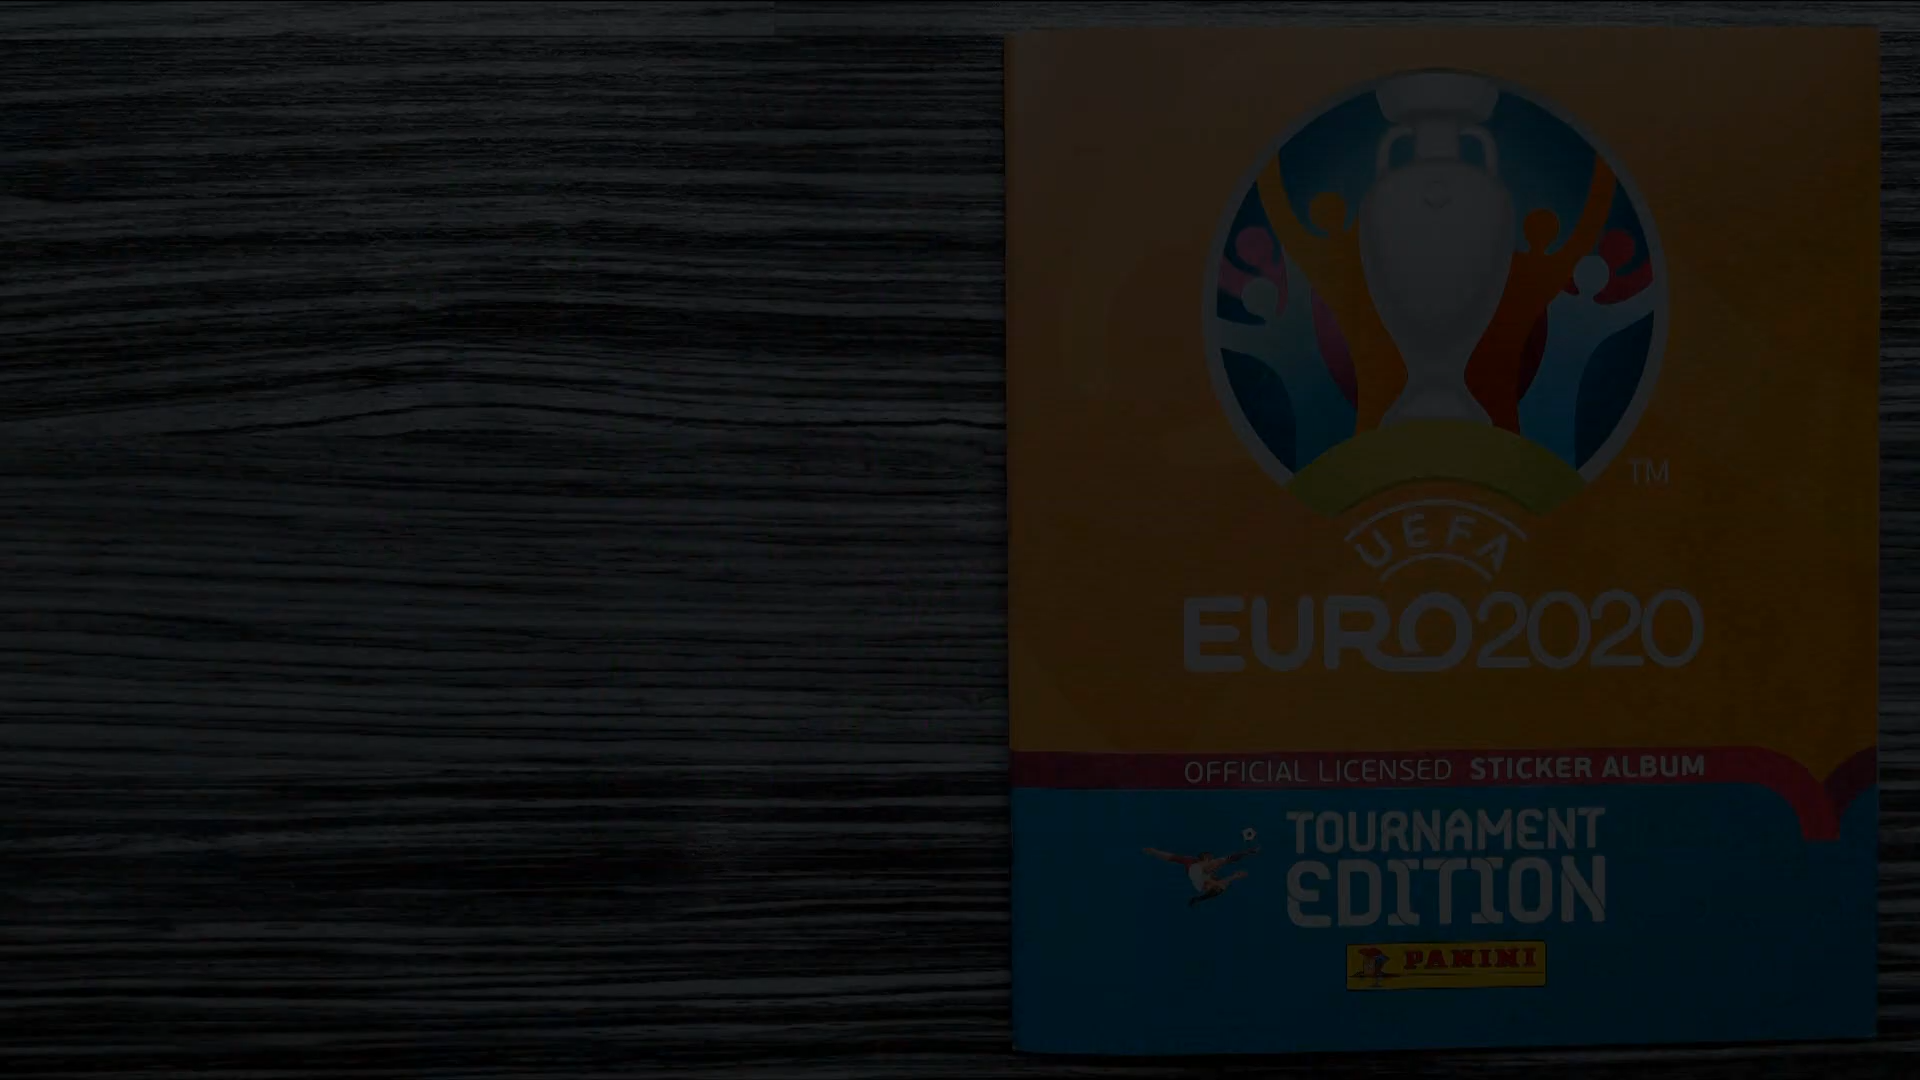 TM
UEFA
EURO2020
OFFICIAL LICENSED STICKER ALBUM
TOURNAMENT
EDITION
PANINI